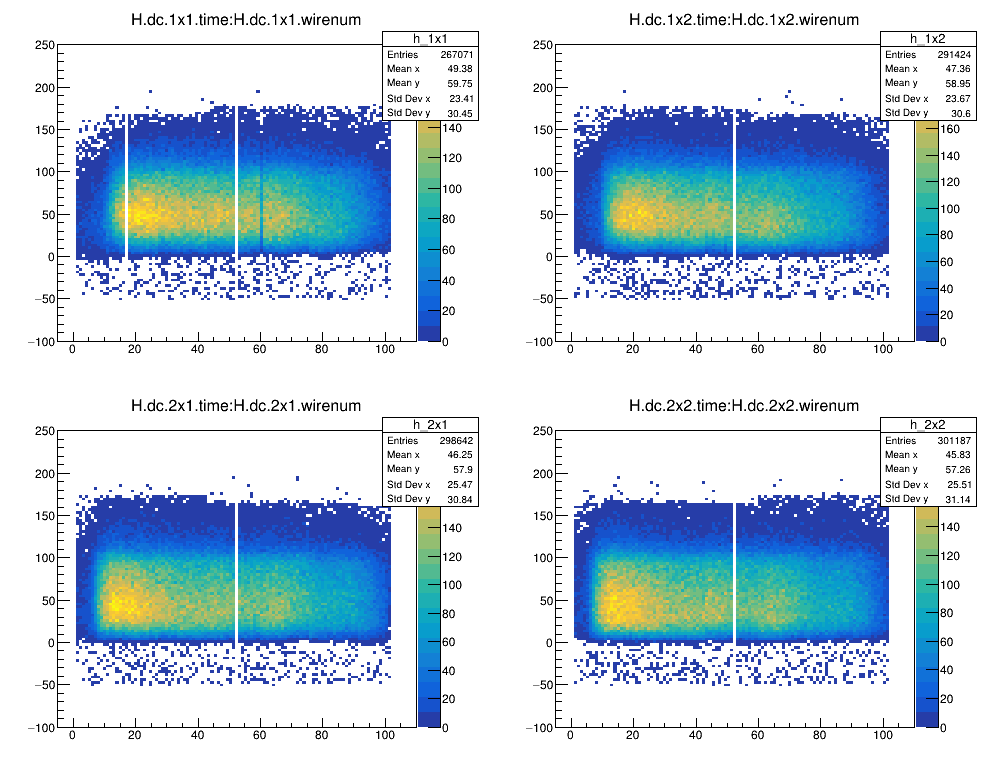 H.dc.1x1.time:H.dc.1x1.wirenum
h_1x1
Entries 267071
Mean x 49.38
Mean y 59.75
Std Dev x 23.41
Std Dev y 30.45
250
200
150
100
50
0
−50
−100
0 20 40 60 80 100
140
120
100
80
60
40
20
0
H.dc.1x2.time:H.dc.1x2.wirenum
h_1x2
Entries 291424
Mean x 47.36
Mean y 58.95
Std Dev x 23.67
Std Dev y 30.6
250
200
150
100
50
0
−50
−100
0 20 40 60 80 100
160
140
120
100
80
60
40
20
0
H.dc.2x1.time:H.dc.2x1.wirenum
h_2x1
Entries 298642
Mean x 46.25
Mean y 57.9
Std Dev x 25.47
Std Dev y 30.84
250
200
150
100
50
0
−50
−100
0 20 40 60 80 100
140
120
100
80
60
40
20
0
H.dc.2x2.time:H.dc.2x2.wirenum
h_2x2
Entries 301187
Mean x 45.83
Mean y 57.26
Std Dev x 25.51
Std Dev y 31.14
250
200
150
100
50
0
−50
−100
0 20 40 60 80 100
140
120
100
80
60
40
20
0